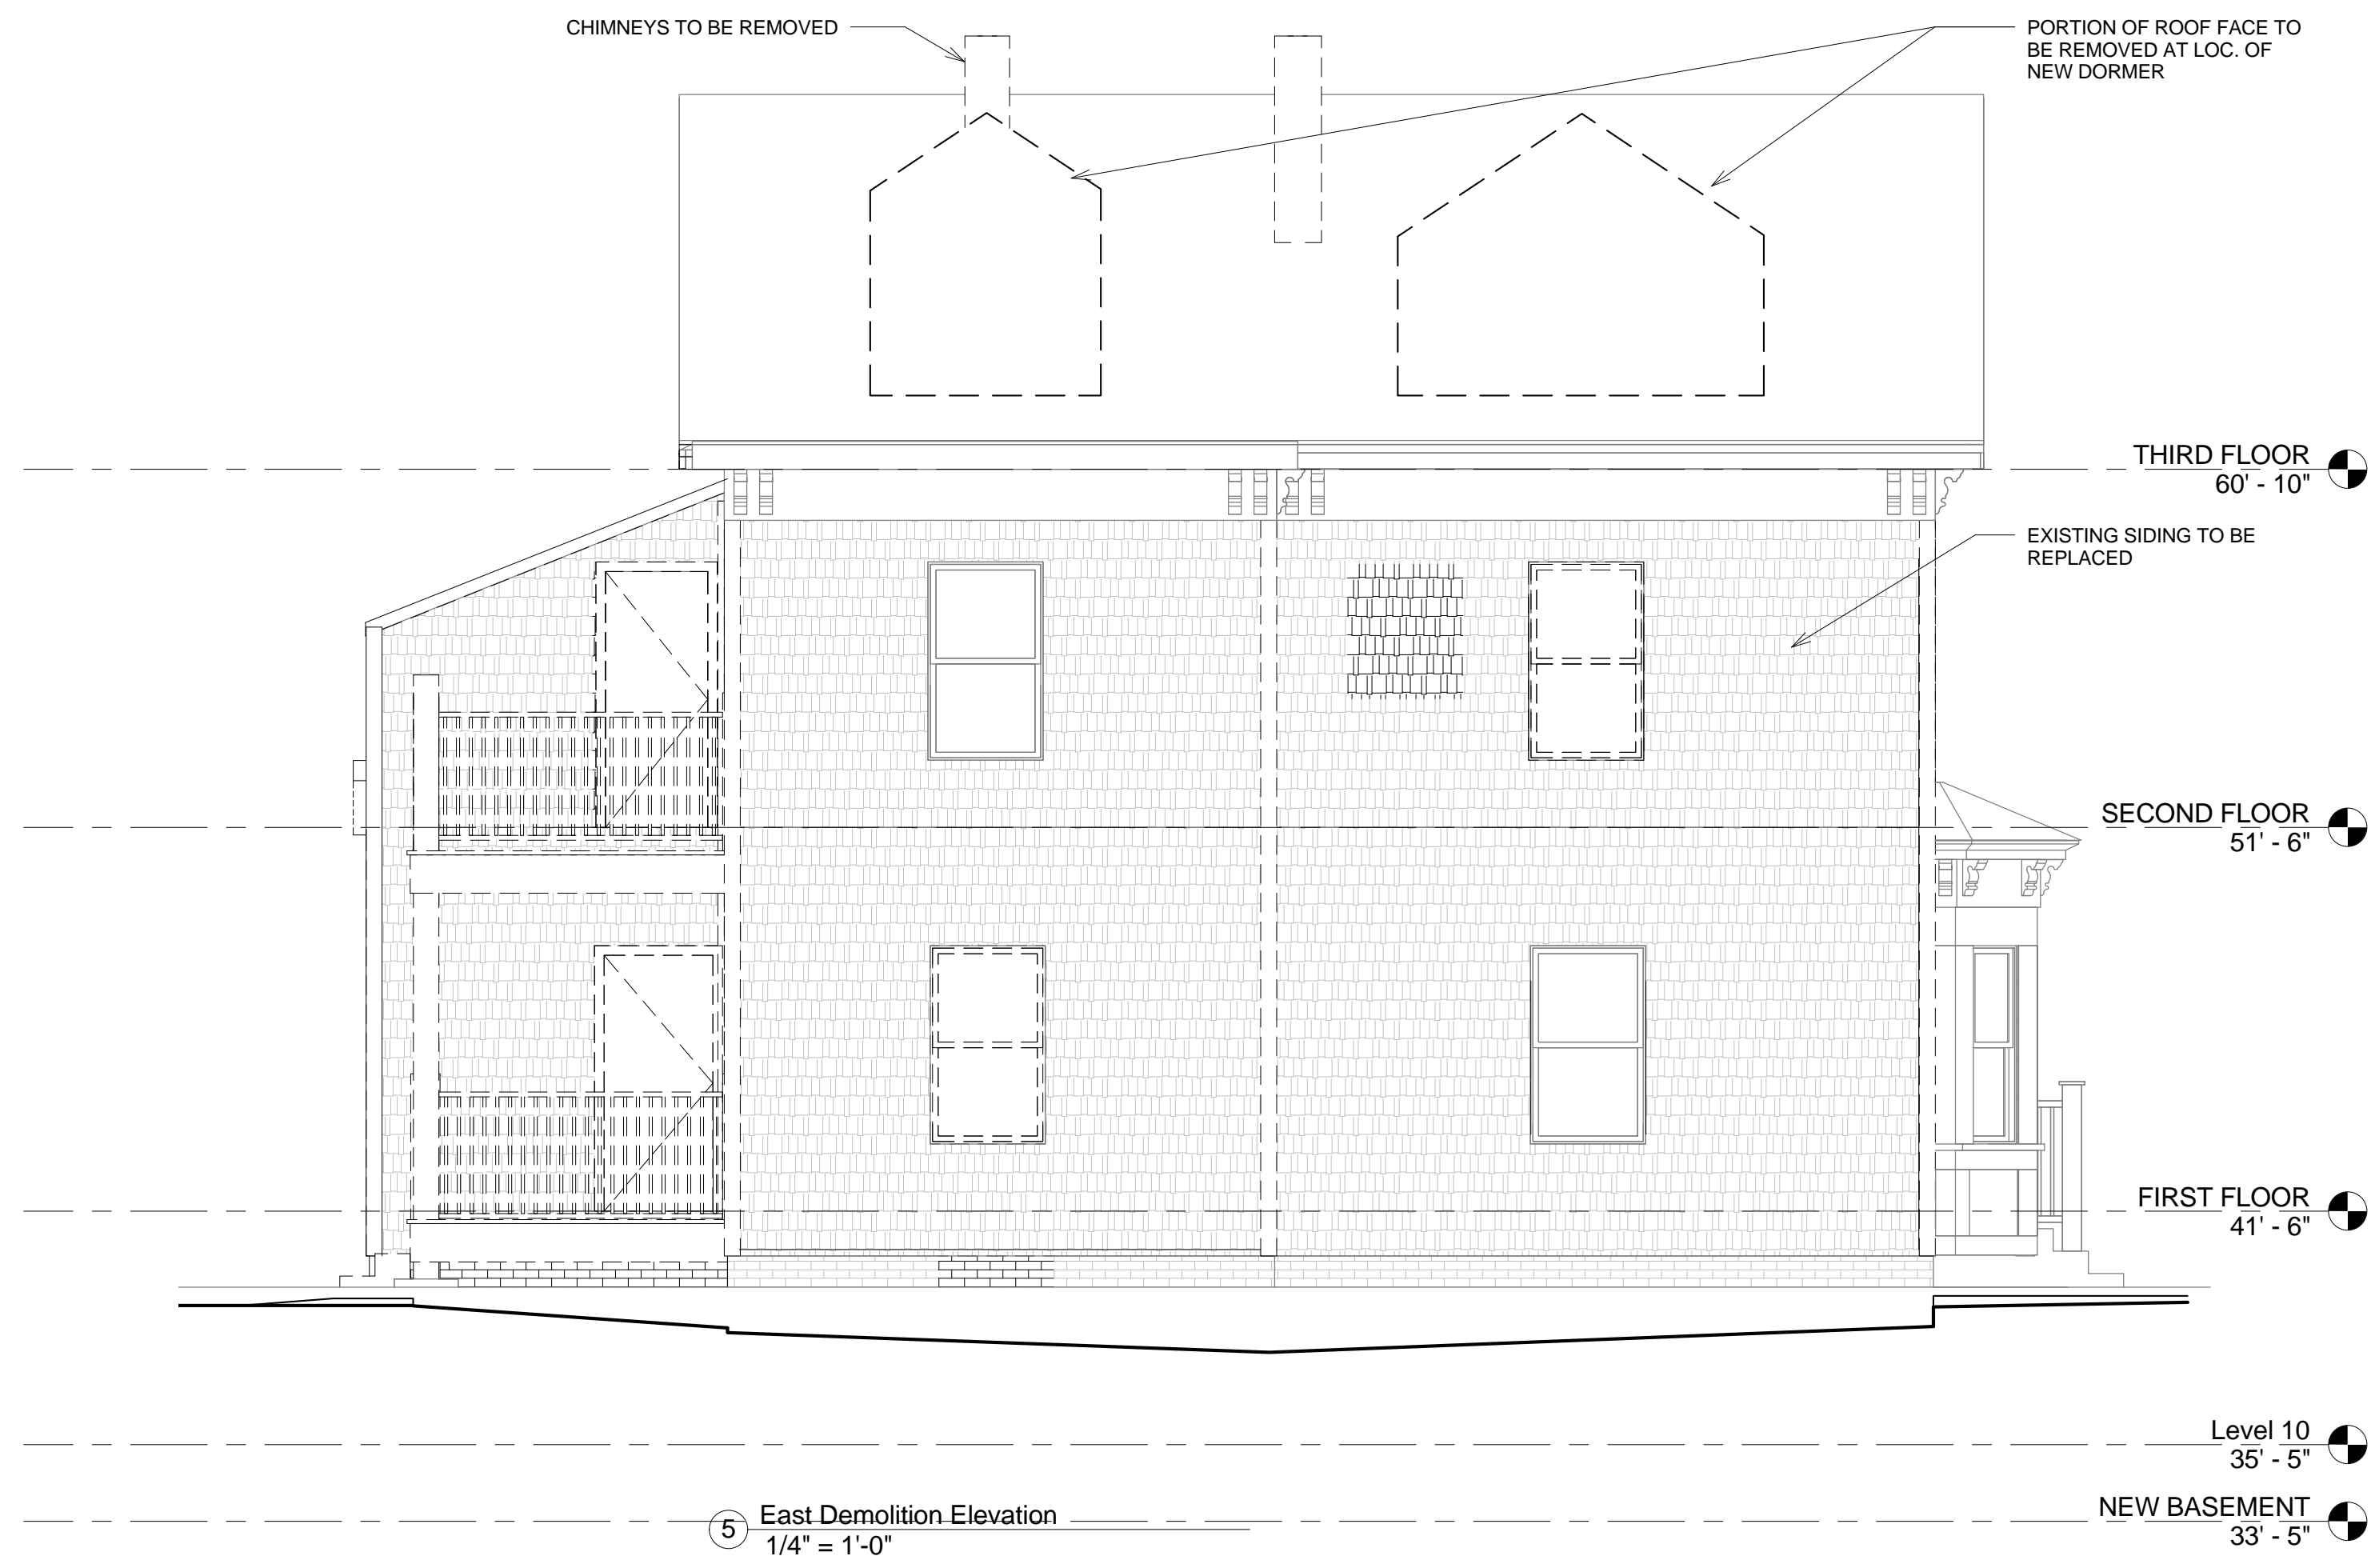 CHIMNEYS TO BE REMOVED
PORTION OF ROOF FACE TO
BE REMOVED AT LOC. OF
NEW DORMER
THIRD FLOOR
60' - 10"
EXISTING SIDING TO BE
REPLACED
SECOND FLOOR
51' - 6"
FIRST FLOOR
41' - 6"
Level 10
35' - 5"
NEW BASEMENT
33' - 5"
5
East Demolition Elevation
1/4" = 1'-0"